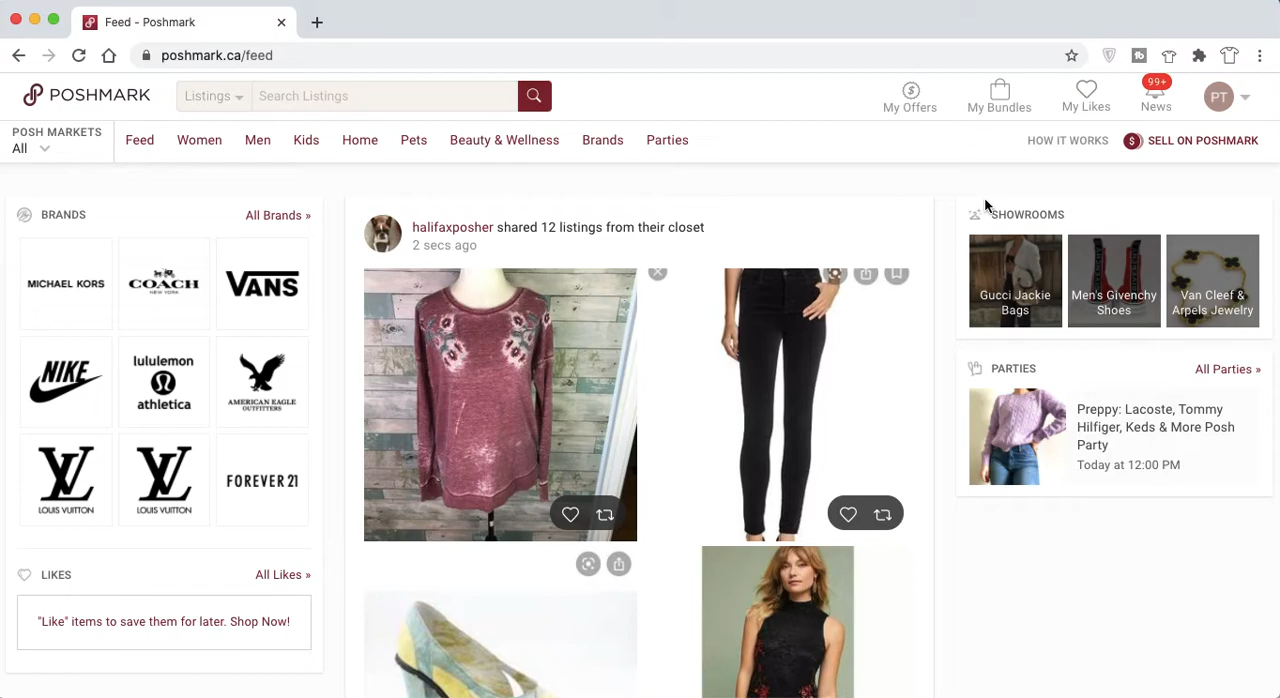 Feed - Poshmark
poshmark.ca/feed
POSHMARK
Listings
Search Listings
My Offers
My Bundles
My Likes
99+
News
PT
POSH MARKETS
All
Feed
Women
Men
Kids
Home
Pets
Beauty & Wellness
Brands
Parties
HOW IT WORKS
$ SELL ON POSHMARK
BRANDS
All Brands »
MICHAEL KORS
COACH
NEW YORK
VANS
NIKE
lululemon
athletica
AMERICAN EAGLE
OUTFITTERS
LV
LOUIS VUITTON
LV
LOUIS VUITTON
FOREVER 21
LIKES
All Likes »
"Like" items to save them for later. Shop Now!
halifaxposher shared 12 listings from their closet
2 secs ago
SHOWROOMS
Gucci Jackie
Bags
Men's Givenchy
Shoes
Van Cleef &
Arpels Jewelry
PARTIES
All Parties »
Preppy: Lacoste, Tommy
Hilfiger, Keds & More Posh
Party
Today at 12:00 PM